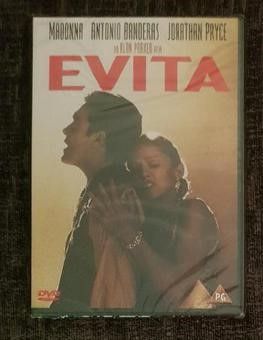 MADONNA ANTONIO BANDERAS JONATHAN PRYCE
AN ALAN PARKER FILM
EVITA
DVD
PG